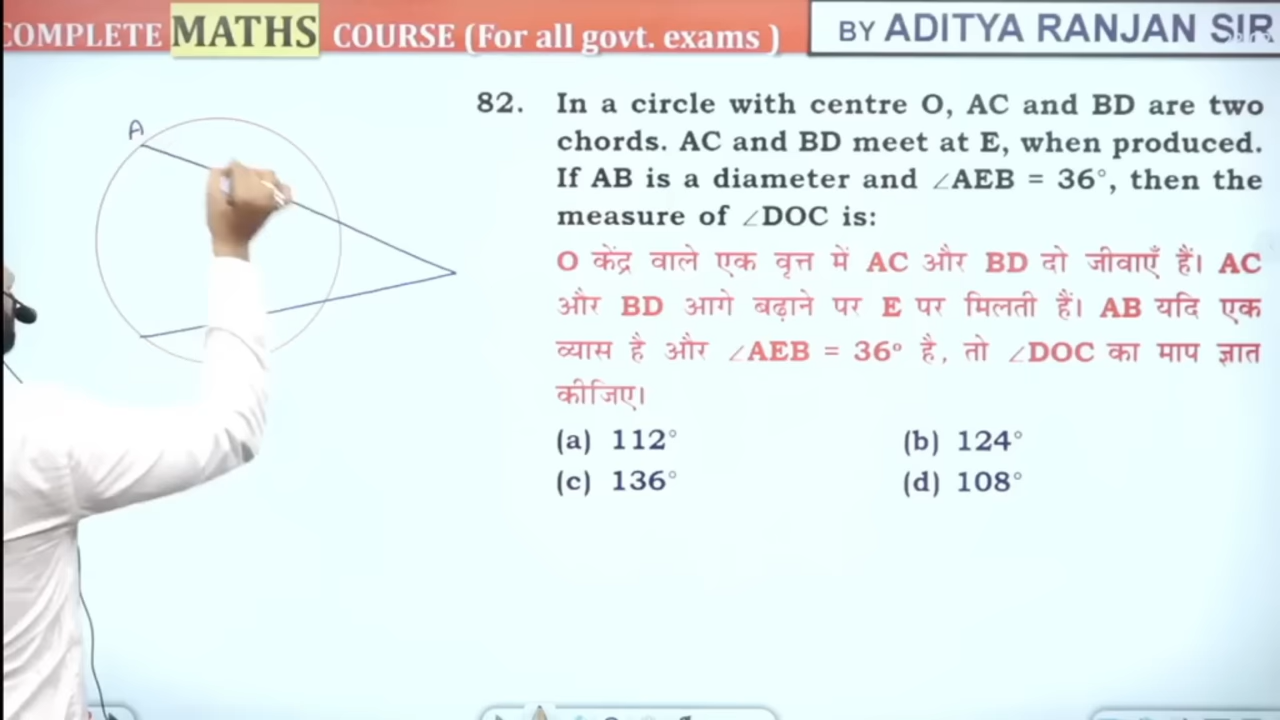 COMPLETE MATHS COURSE (For all govt. exams )
BY ADITYA RANJAN SIR
A
82. In a circle with centre O, AC and BD are two
chords. AC and BD meet at E, when produced.
If AB is a diameter and ∠AEB = 36°, then the
measure of ∠DOC is:
O केंद्र वाले एक वृत्त में AC और BD दो जीवाएँ हैं। AC
और BD आगे बढ़ाने पर E पर मिलती हैं। AB यदि एक
व्यास है और ∠AEB = 36° है, तो ∠DOC का माप ज्ञात
कीजिए।
(a) 112° (b) 124°
(c) 136° (d) 108°